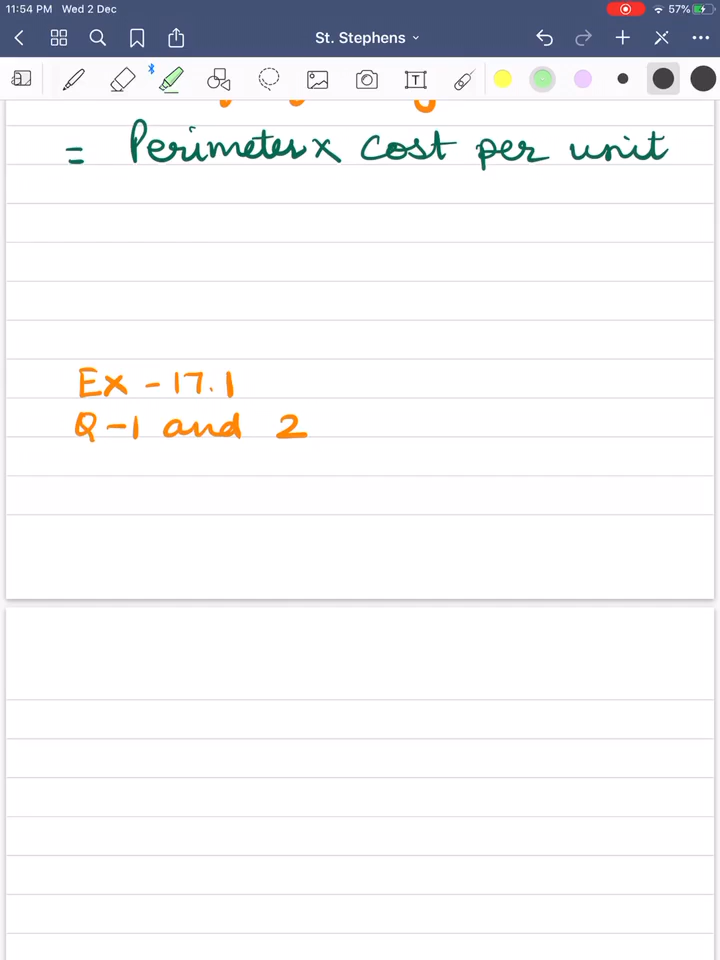 11:54 PM Wed 2 Dec
57%
St. Stephens
T
= Perimeter x cost per unit
Ex - 17.1
Q - 1 and 2